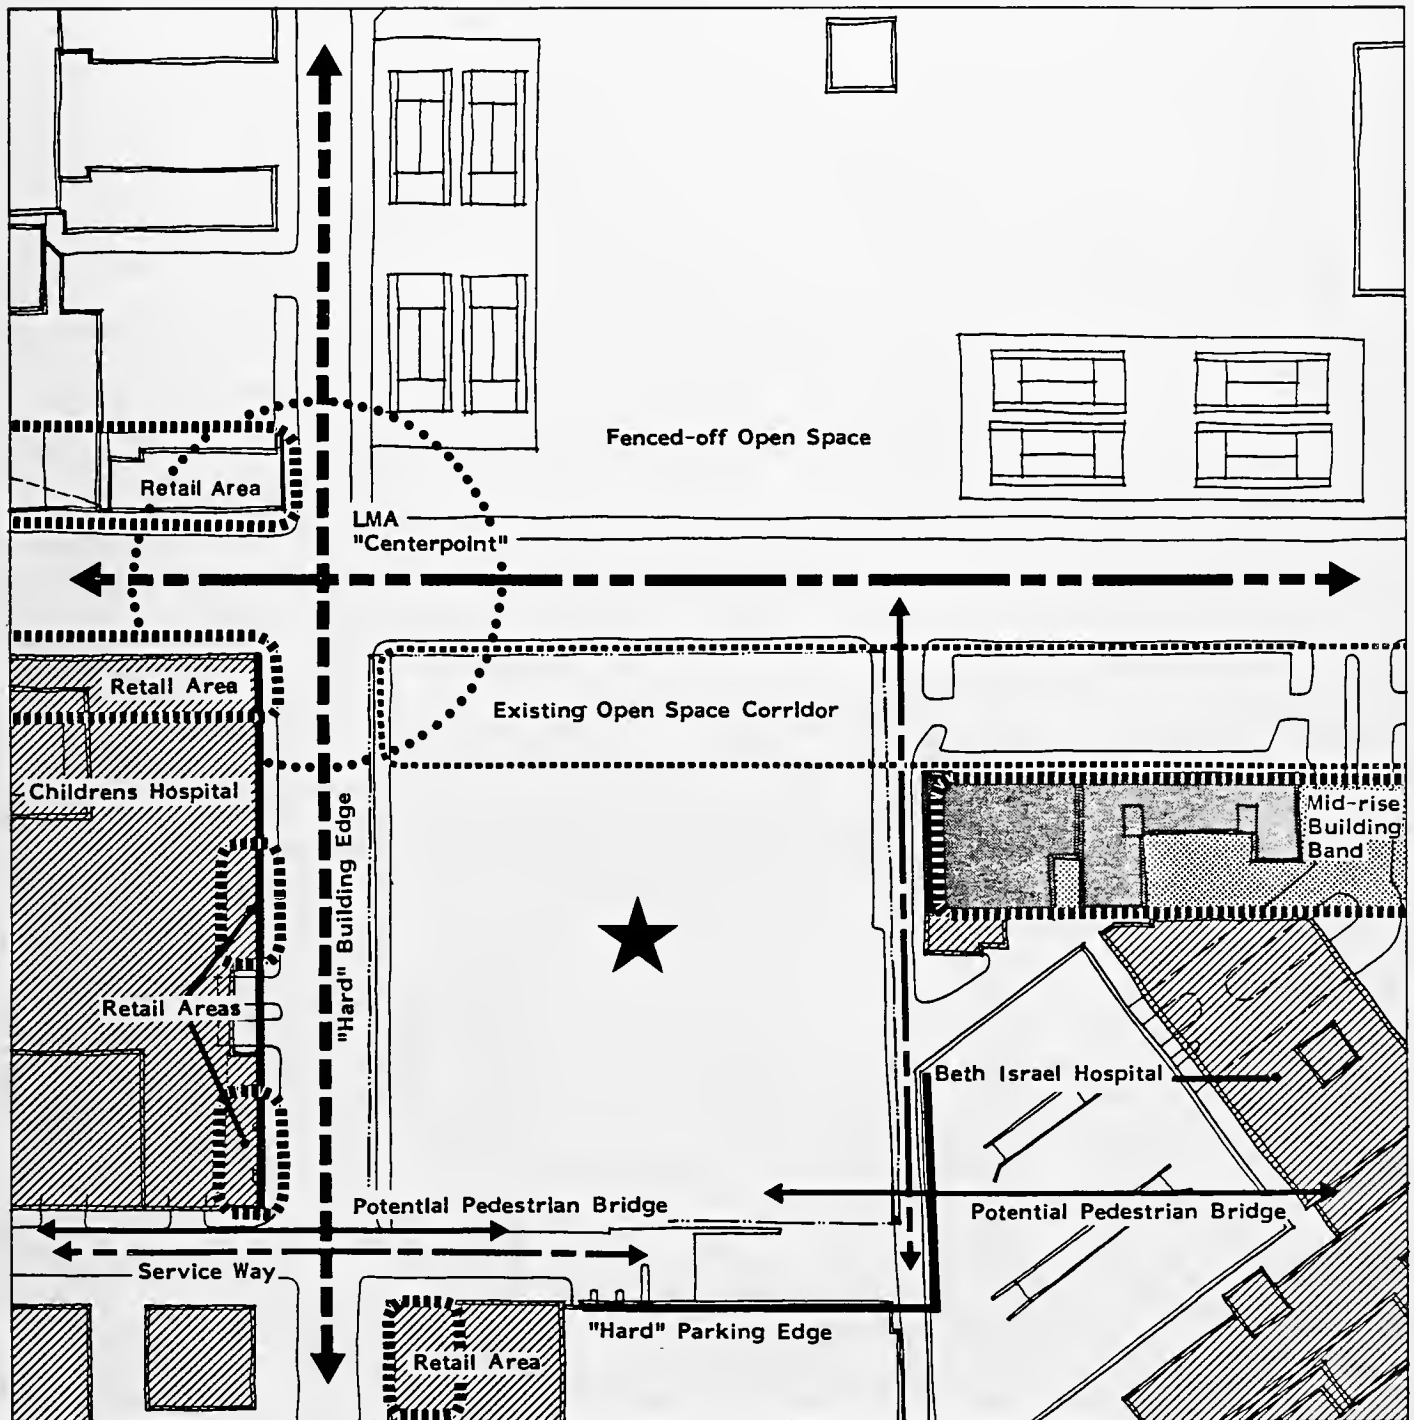 Fenced-off Open Space
Retail Area
LMA
"Centerpoint"
Retail Area
Existing Open Space Corridor
Childrens Hospital
Mid-rise
Building
Band
"Hard" Building Edge
Retail Areas
Beth Israel Hospital
Potential Pedestrian Bridge
Potential Pedestrian Bridge
Service Way
"Hard" Parking Edge
Retail Area